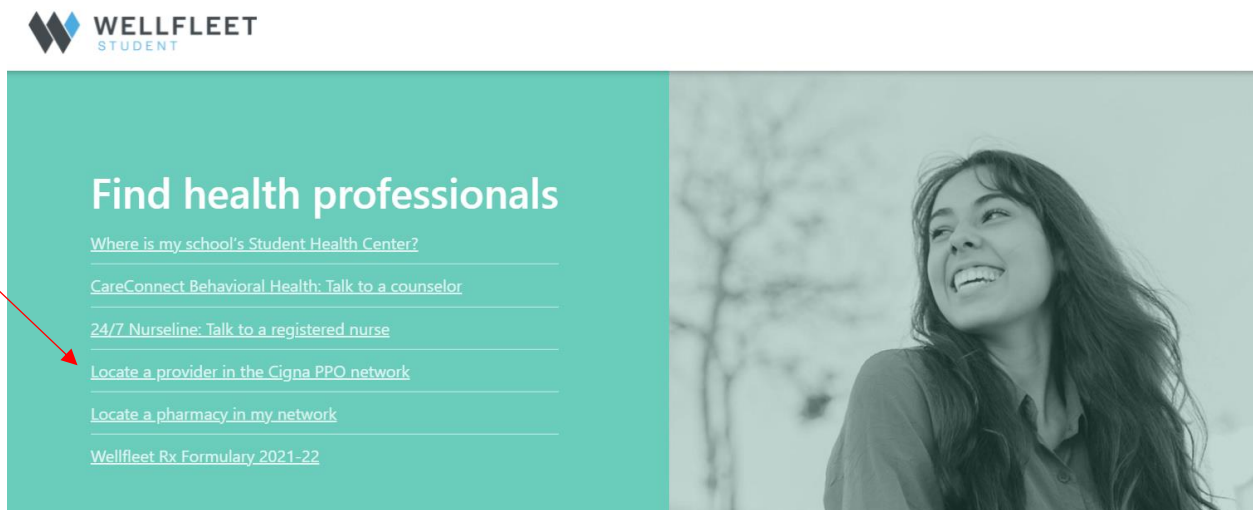 WELLFLEET
STUDENT
Find health professionals
Where is my school's Student Health Center?
CareConnect Behavioral Health: Talk to a counselor
24/7 Nurseline: Talk to a registered nurse
Locate a provider in the Cigna PPO network
Locate a pharmacy in my network
Wellfleet Rx Formulary 2021-22